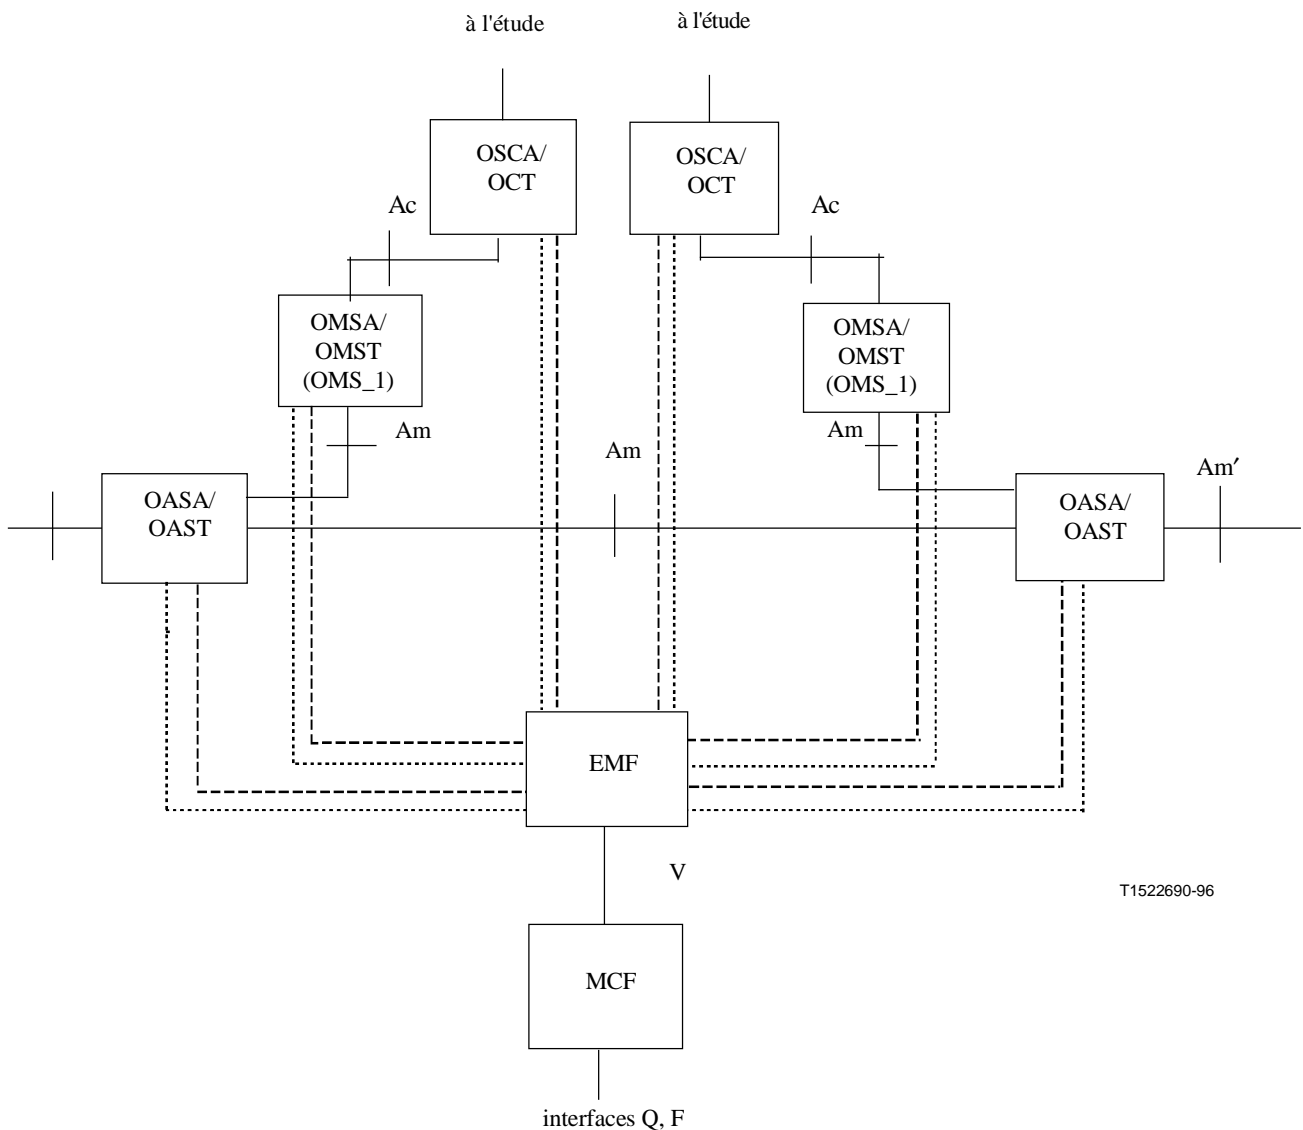 à l'étude
à l'étude
OSCA/
OCT
OSCA/
OCT
Ac
Ac
OMSA/
OMST
(OMS_1)
OMSA/
OMST
(OMS_1)
Am
Am
Am
Am′
OASA/
OAST
OASA/
OAST
EMF
V
T1522690-96
MCF
interfaces Q, F